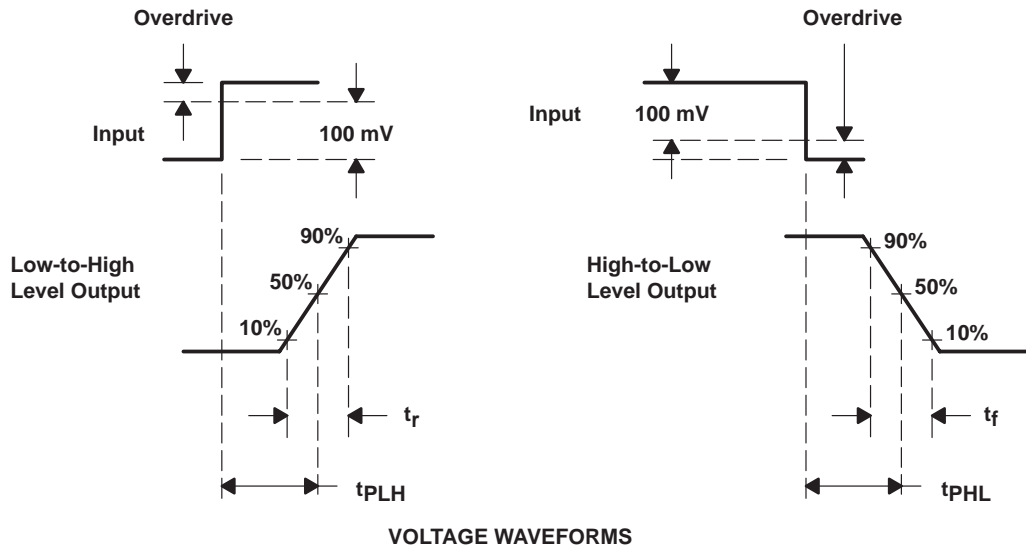 Overdrive
Input
100 mV
90%
Low-to-High
Level Output
50%
10%
tr
tPLH
Overdrive
Input
100 mV
90%
High-to-Low
Level Output
50%
10%
tf
tPHL
VOLTAGE WAVEFORMS